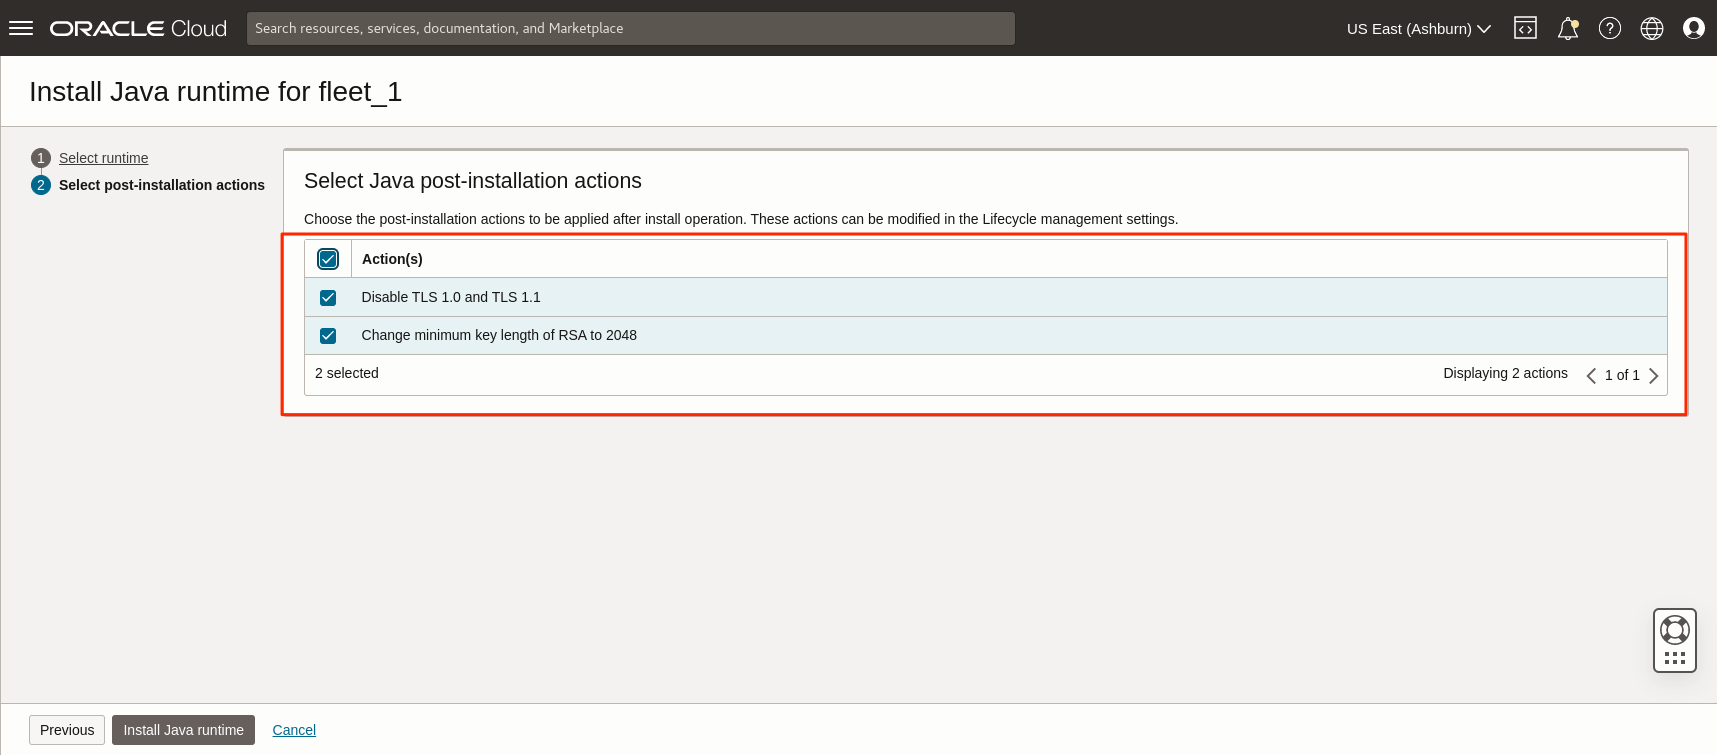 ORACLE Cloud
Search resources, services, documentation, and Marketplace
US East (Ashburn)
Install Java runtime for fleet_1
1 Select runtime
2 Select post-installation actions
Select Java post-installation actions
Choose the post-installation actions to be applied after install operation. These actions can be modified in the Lifecycle management settings.
Action(s)
Disable TLS 1.0 and TLS 1.1
Change minimum key length of RSA to 2048
2 selected
Displaying 2 actions
1 of 1
Previous
Install Java runtime
Cancel